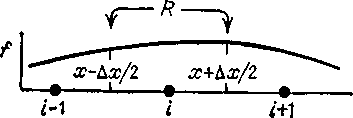 R
f
x-Δx/2 x+Δx/2
i-1 i i+1